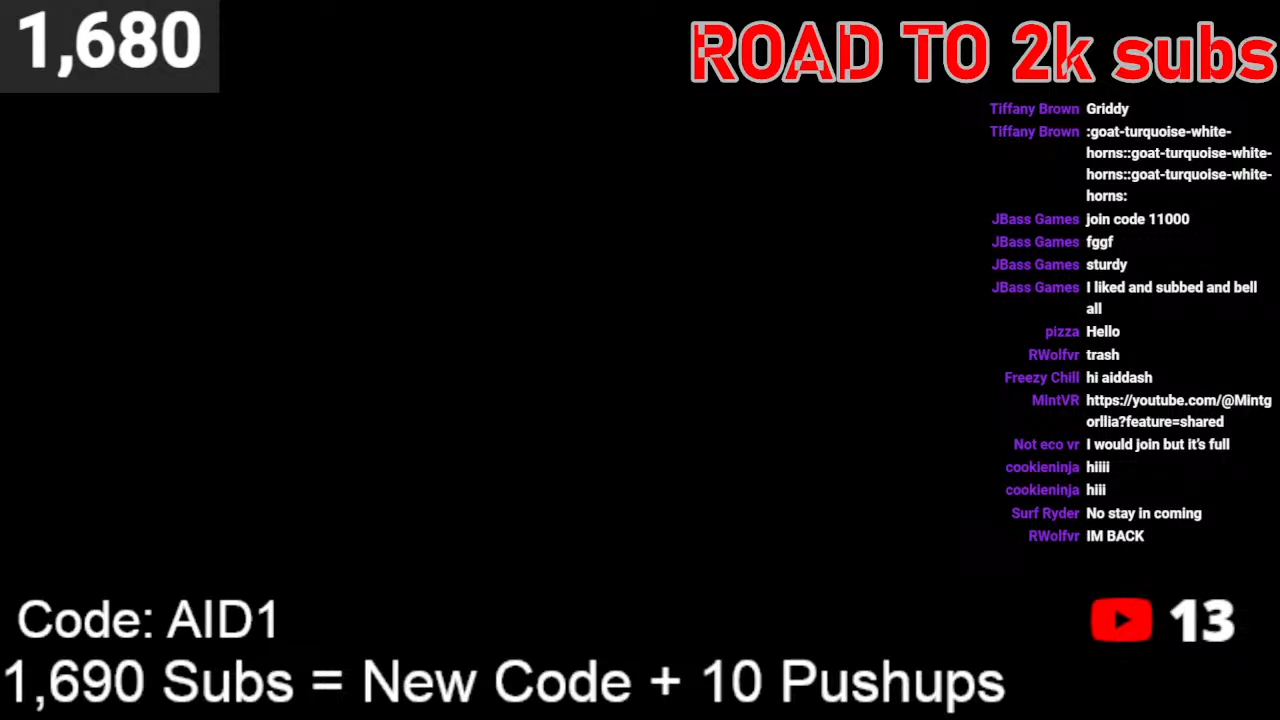 1,680
ROAD TO 2k subs
Tiffany Brown Griddy
Tiffany Brown :goat-turquoise-white-
horns::goat-turquoise-white-
horns::goat-turquoise-white-
horns:
JBass Games join code 11000
JBass Games fggf
JBass Games sturdy
JBass Games I liked and subbed and bell
all
pizza Hello
RWolfvr trash
Freezy Chill hi aiddash
MintVR https://youtube.com/@Mintg
orllia?feature=shared
Not eco vr I would join but it's full
cookieninja hiiii
cookieninja hiii
Surf Ryder No stay in coming
RWolfvr IM BACK
Code: AID1
13
1,690 Subs = New Code + 10 Pushups